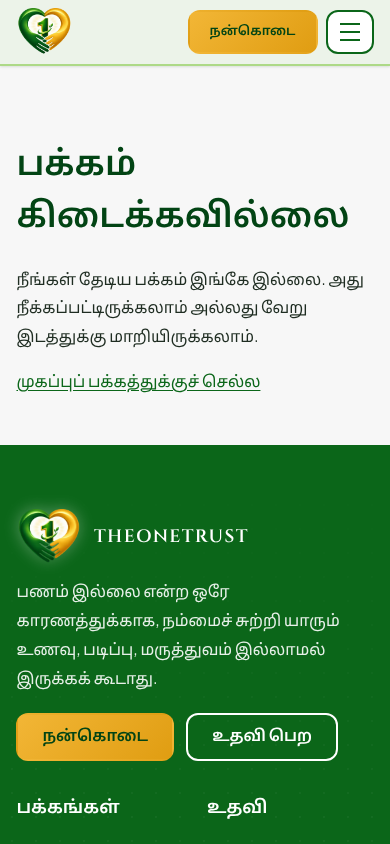 நன்கொடை
பக்கம்
கிடைக்கவில்லை
நீங்கள் தேடிய பக்கம் இங்கே இல்லை. அது
நீக்கப்பட்டிருக்கலாம் அல்லது வேறு
இடத்துக்கு மாறியிருக்கலாம்.
முகப்புப் பக்கத்துக்குச் செல்ல
THEONETRUST
பணம் இல்லை என்ற ஒரே
காரணத்துக்காக, நம்மைச் சுற்றி யாரும்
உணவு, படிப்பு, மருத்துவம் இல்லாமல்
இருக்கக் கூடாது.
நன்கொடை உதவி பெற
பக்கங்கள் உதவி